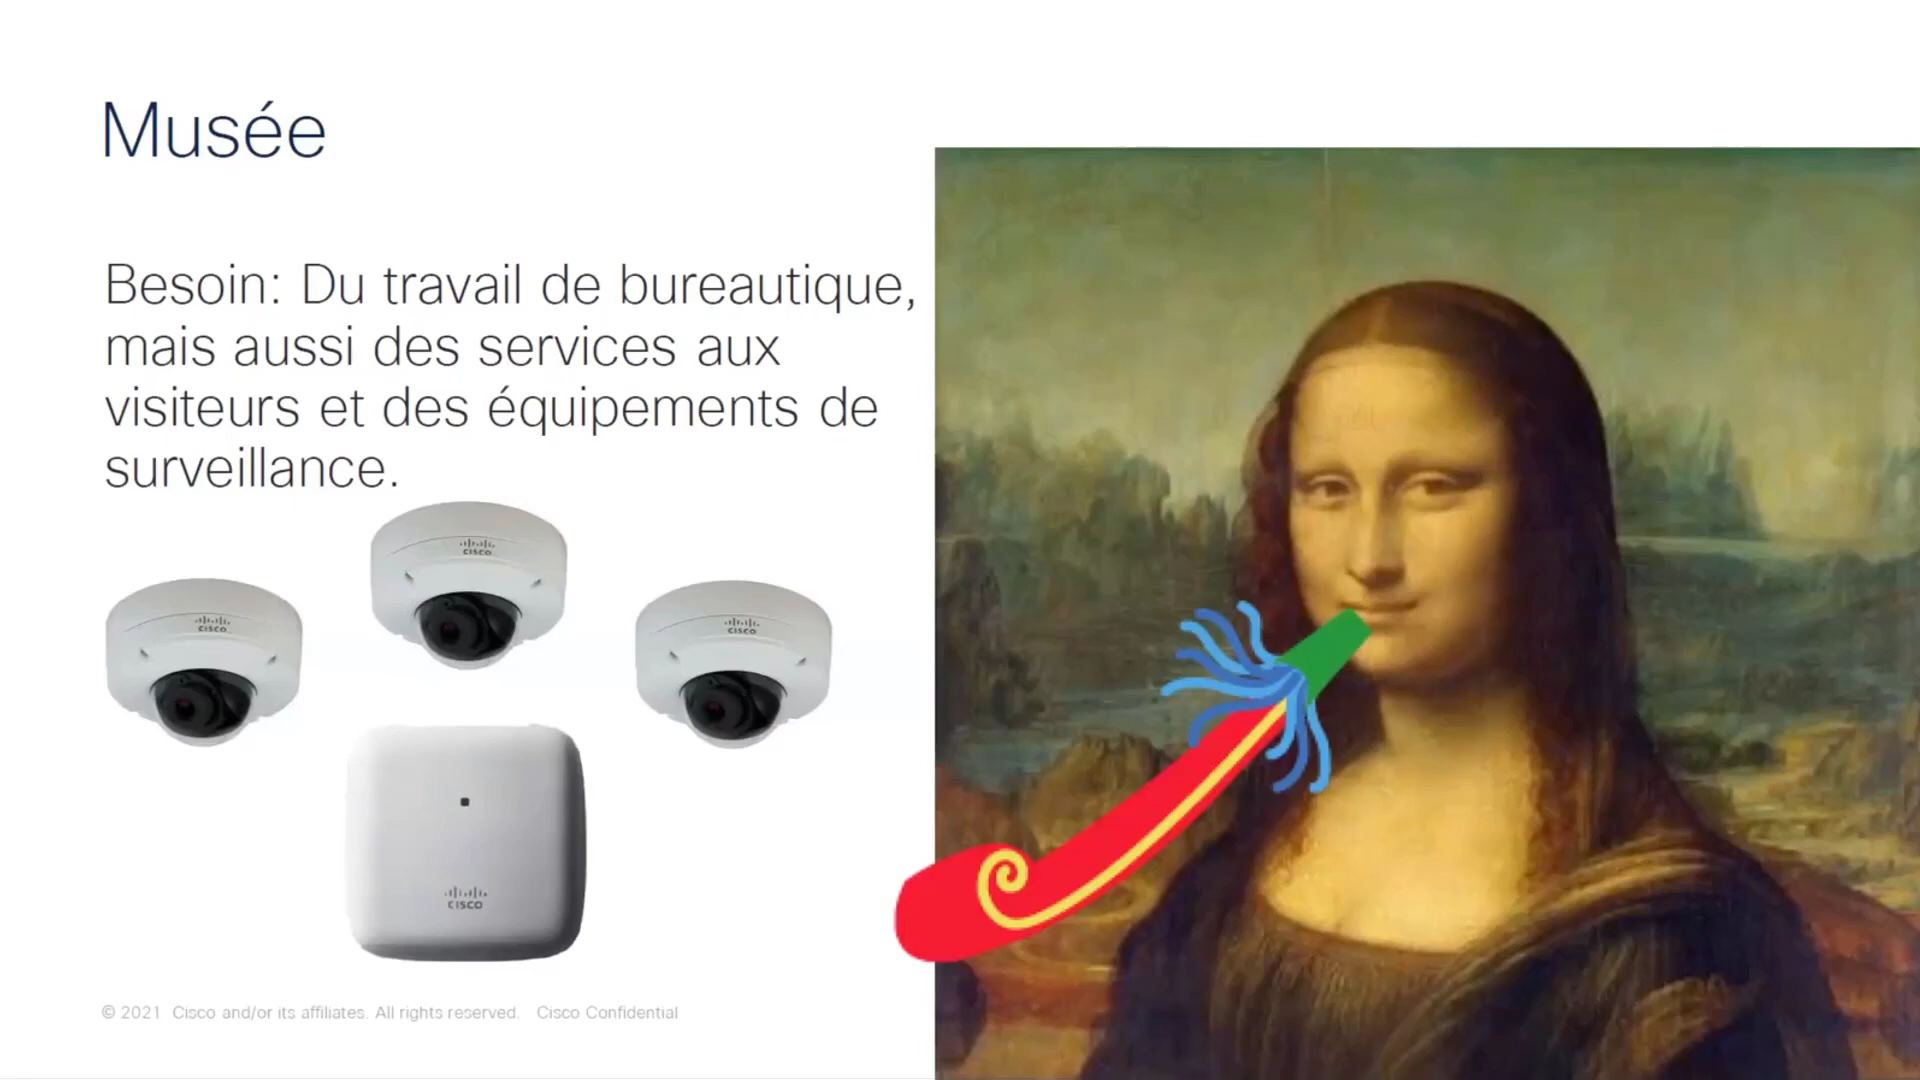 Musée
Besoin: Du travail de bureautique,
mais aussi des services aux
visiteurs et des équipements de
surveillance.
CISCO
CISCO
CISCO
CISCO
© 2021 Cisco and/or its affiliates. All rights reserved. Cisco Confidential